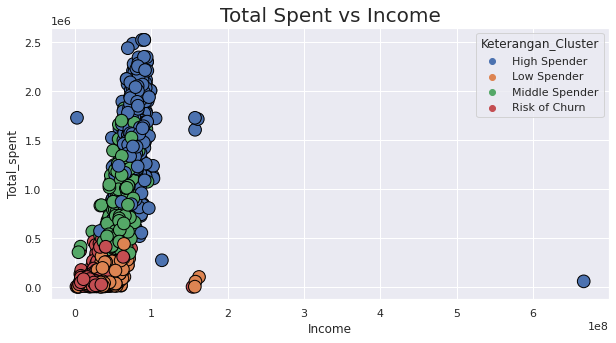 Total Spent vs Income
1e6
2.5
2.0
1.5
1.0
0.5
0.0
Total_spent
Keterangan_Cluster
High Spender
Low Spender
Middle Spender
Risk of Churn
0 1 2 3 4 5 6
1e8
Income